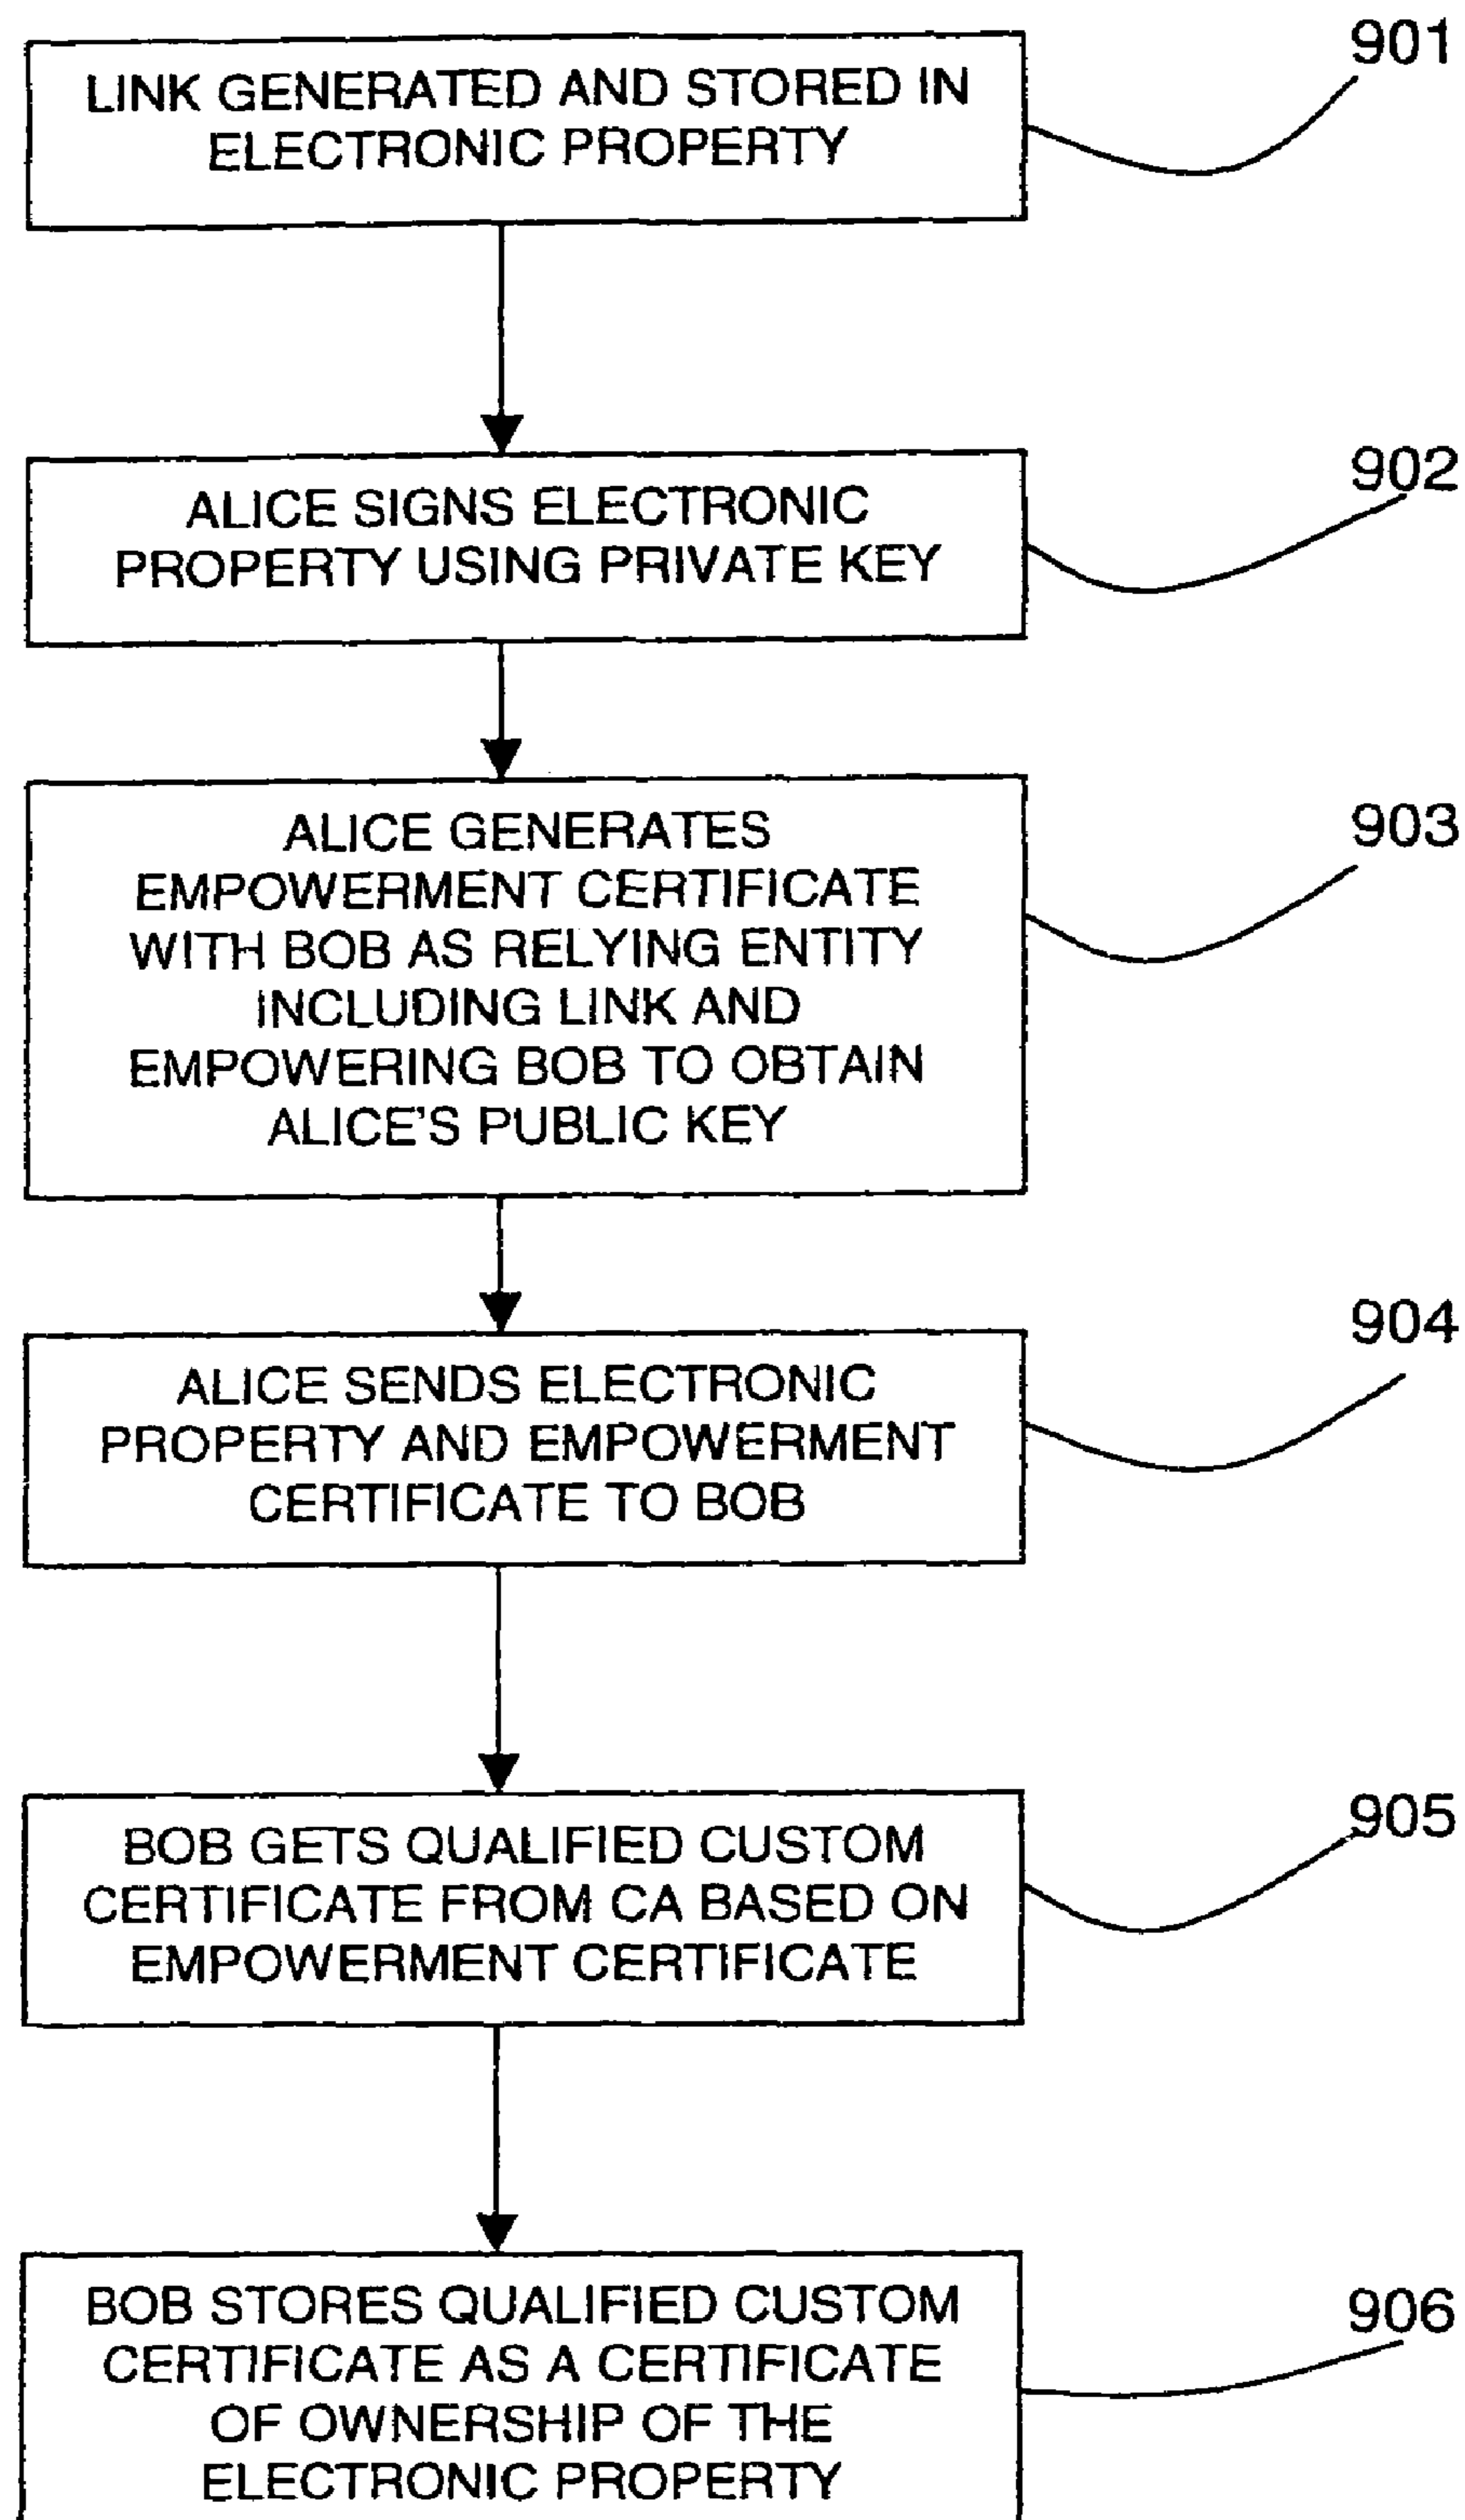 901
LINK GENERATED AND STORED IN
ELECTRONIC PROPERTY
902
ALICE SIGNS ELECTRONIC
PROPERTY USING PRIVATE KEY
903
ALICE GENERATES
EMPOWERMENT CERTIFICATE
WITH BOB AS RELYING ENTITY
INCLUDING LINK AND
EMPOWERING BOB TO OBTAIN
ALICE'S PUBLIC KEY
904
ALICE SENDS ELECTRONIC
PROPERTY AND EMPOWERMENT
CERTIFICATE TO BOB
905
BOB GETS QUALIFIED CUSTOM
CERTIFICATE FROM CA BASED ON
EMPOWERMENT CERTIFICATE
906
BOB STORES QUALIFIED CUSTOM
CERTIFICATE AS A CERTIFICATE
OF OWNERSHIP OF THE
ELECTRONIC PROPERTY